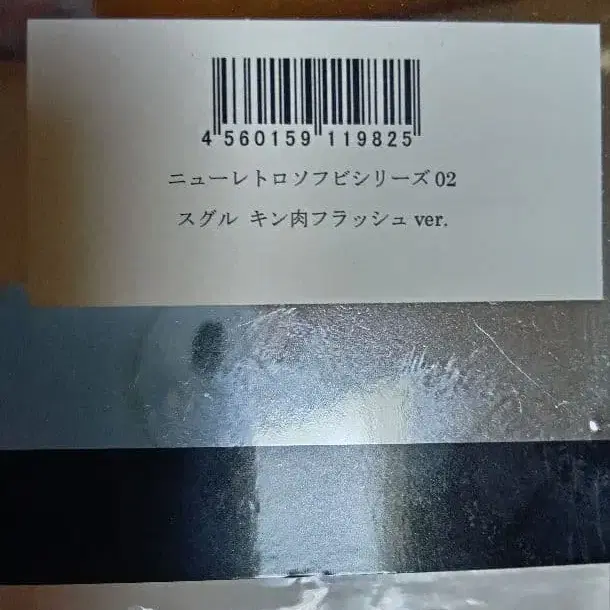 4 560159 119825
ニューレトロソフビシリーズ 02
スグル キン肉フラッシュ ver.